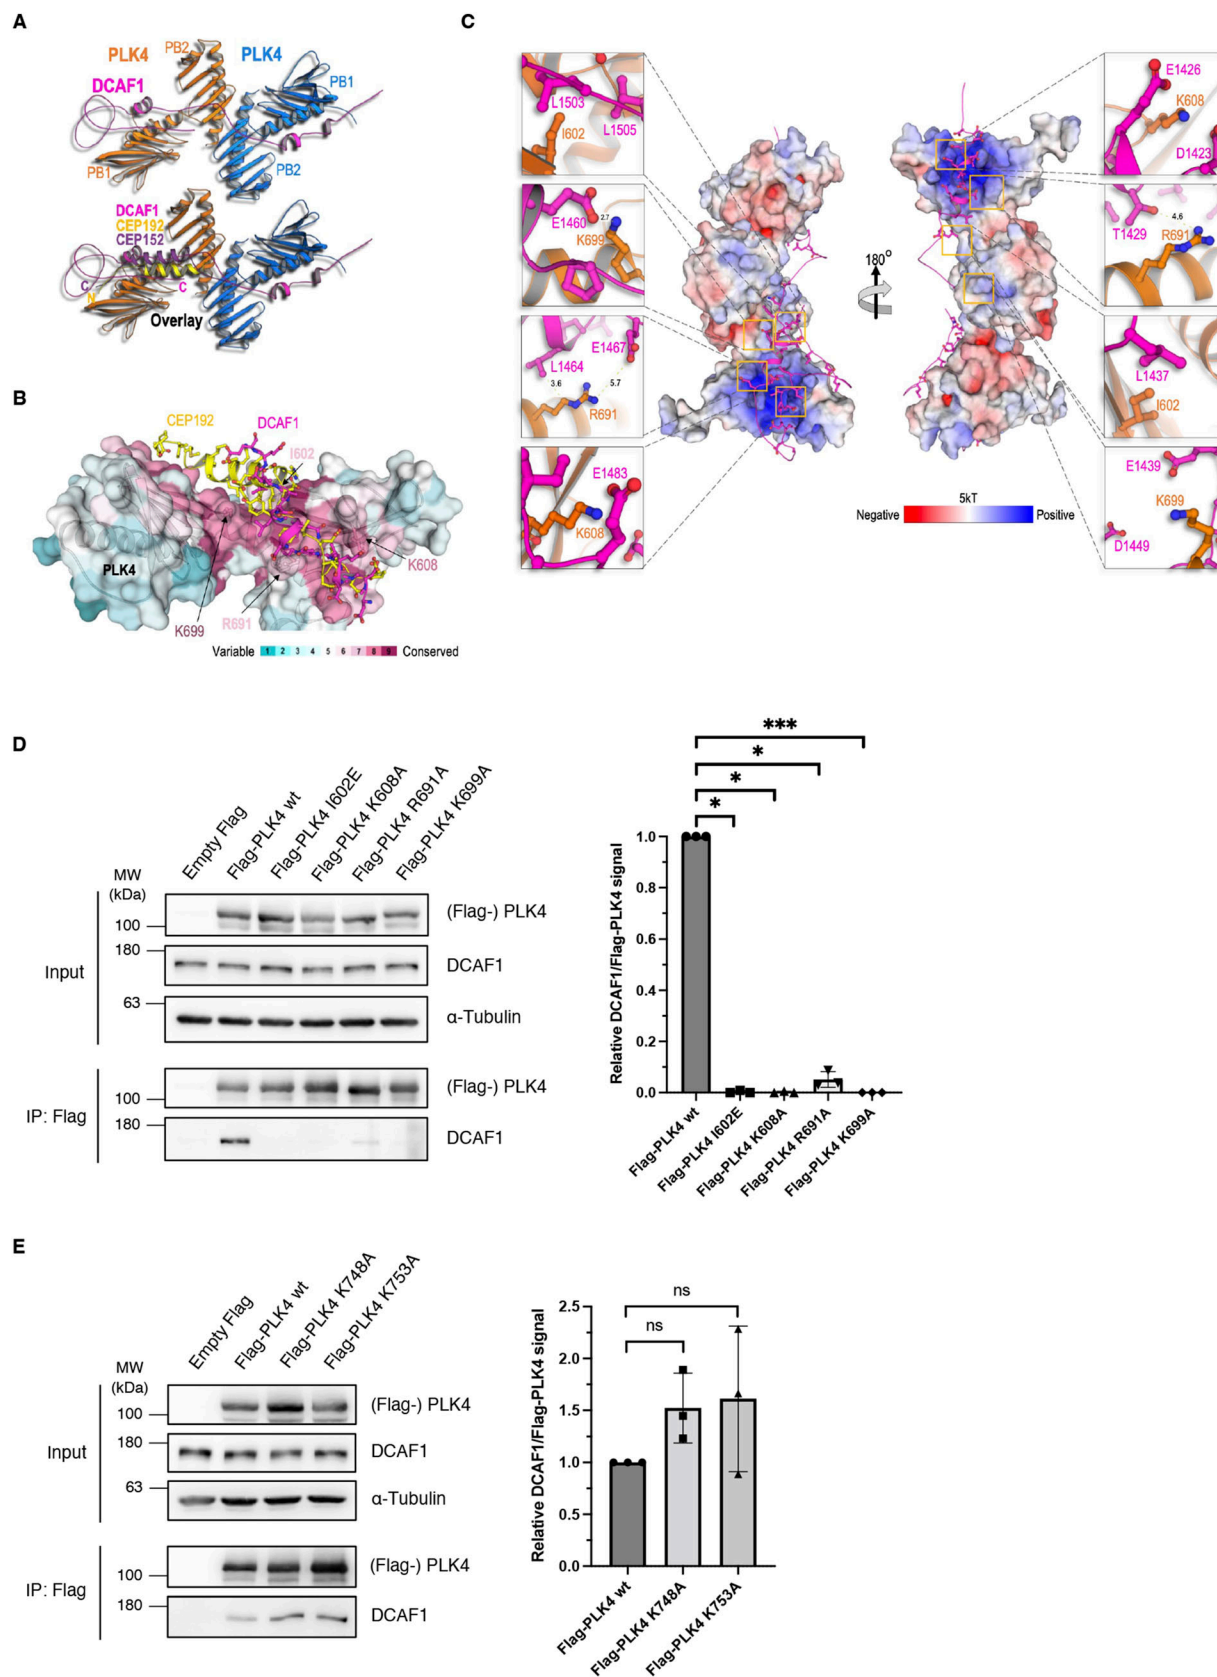 A
PLK4
PB2
PLK4
PB1
DCAF1
PB1
PB2
DCAF1
CEP192
CEP152
C
N
C
Overlay
B
CEP192
DCAF1
I602
PLK4
K608
K699
R691
Variable 1 2 3 4 5 6 7 8 9 Conserved
C
L1503
L1505
I602
E1460
2.7
K699
L1464
E1467
3.6
5.7
R691
E1483
K608
180°
5kT
Negative
Positive
E1426
K608
D1423
T1429
4.6
R691
L1437
I602
E1439
K699
D1449
D
Empty Flag
Flag-PLK4 wt
Flag-PLK4 I602E
Flag-PLK4 K608A
Flag-PLK4 R691A
Flag-PLK4 K699A
MW
(kDa)
Input
100
(Flag-) PLK4
180
DCAF1
63
α-Tubulin
IP: Flag
100
(Flag-) PLK4
180
DCAF1
***
*
*
*
Relative DCAF1/Flag-PLK4 signal
1.0
0.8
0.6
0.4
0.2
0.0
Flag-PLK4 wt
Flag-PLK4 I602E
Flag-PLK4 K608A
Flag-PLK4 R691A
Flag-PLK4 K699A
E
Empty Flag
Flag-PLK4 wt
Flag-PLK4 K748A
Flag-PLK4 K753A
MW
(kDa)
Input
100
(Flag-) PLK4
180
DCAF1
63
α-Tubulin
IP: Flag
100
(Flag-) PLK4
180
DCAF1
ns
ns
Relative DCAF1/Flag-PLK4 signal
2.5
2.0
1.5
1.0
0.5
0.0
Flag-PLK4 wt
Flag-PLK4 K748A
Flag-PLK4 K753A